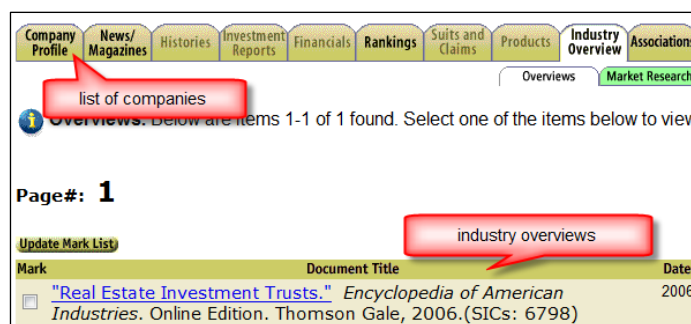 Company Profile News/ Magazines Histories Investment Reports Financials Rankings Suits and Claims Products Industry Overview Association
Overviews Market Research
list of companies
Overviews: Below are items 1-1 of 1 found. Select one of the items below to view
Page#: 1
Update Mark List
industry overviews
Mark Document Title Date
"Real Estate Investment Trusts." Encyclopedia of American 2006
Industries. Online Edition. Thomson Gale, 2006.(SICs: 6798)